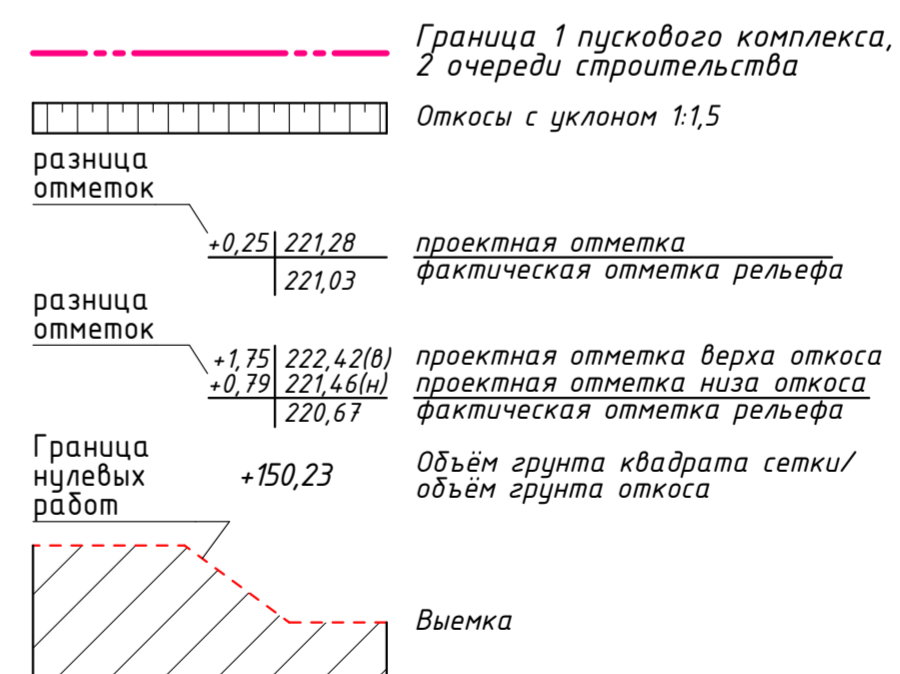 Граница 1 пускового комплекса,
2 очереди строительства
Откосы с уклоном 1:1,5
разница
отметок
+0,25 221,28 проектная отметка
221,03 фактическая отметка рельефа
разница
отметок
+1,75 222,42(в) проектная отметка верха откоса
+0,79 221,46(н) проектная отметка низа откоса
220,67 фактическая отметка рельефа
Граница
нулевых
работ
+150,23
Объём грунта квадрата сетки/
объём грунта откоса
Выемка